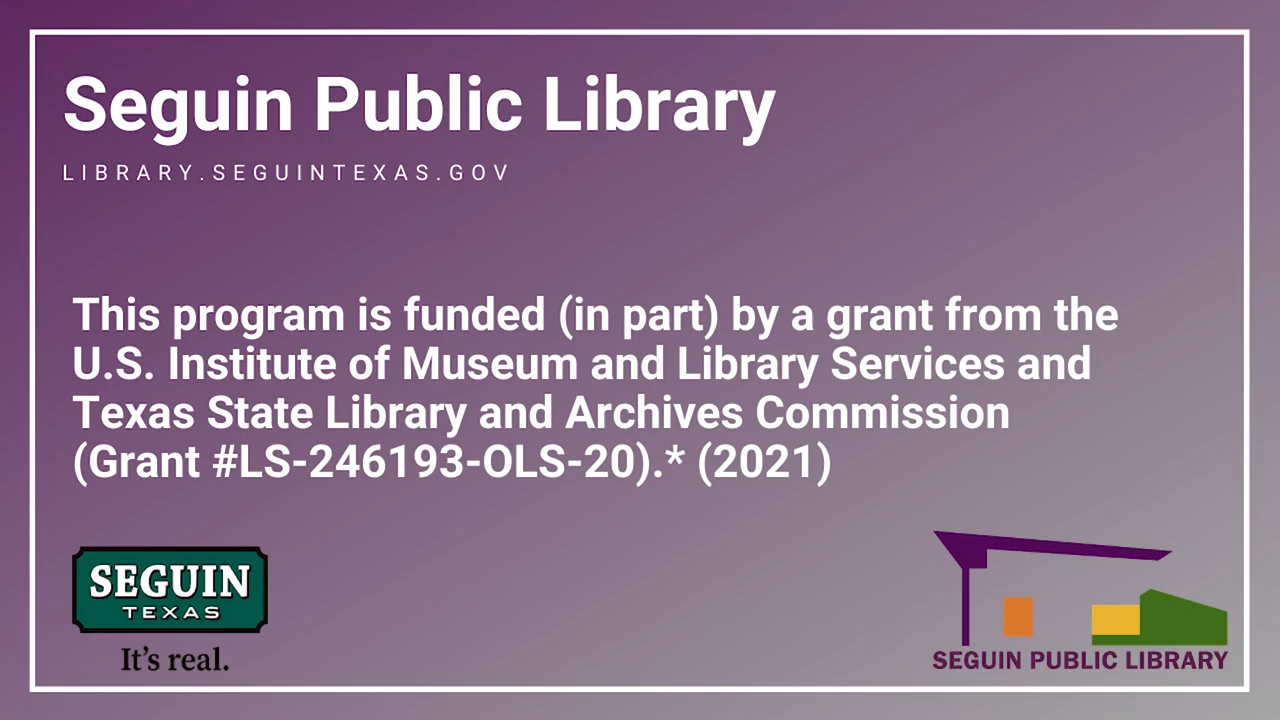 Seguin Public Library
LIBRARY.SEGUINTEXAS.GOV
This program is funded (in part) by a grant from the
U.S. Institute of Museum and Library Services and
Texas State Library and Archives Commission
(Grant #LS-246193-OLS-20).* (2021)
SEGUIN
TEXAS
It's real.
SEGUIN PUBLIC LIBRARY